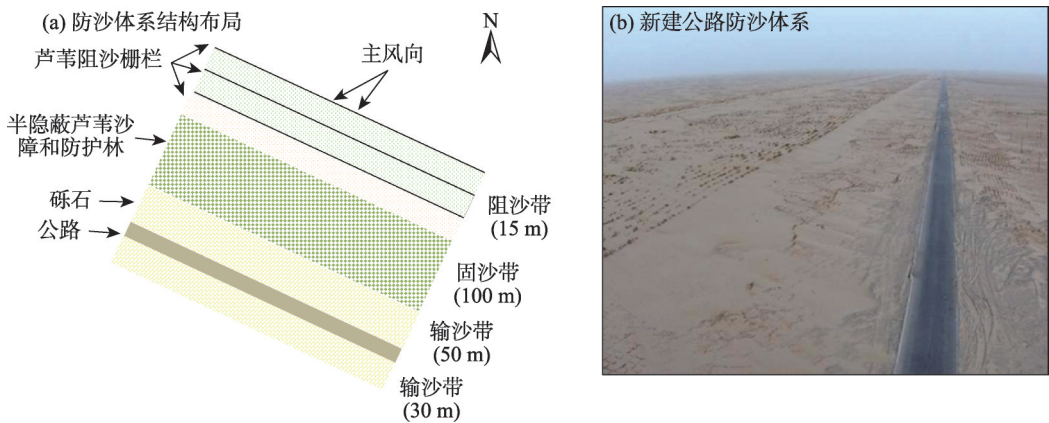 (a) 防沙体系结构布局
N
芦苇阻沙栅栏
主风向
半隐蔽芦苇沙
障和防护林
砾石
公路
阻沙带
(15 m)
固沙带
(100 m)
输沙带
(50 m)
输沙带
(30 m)
(b) 新建公路防沙体系